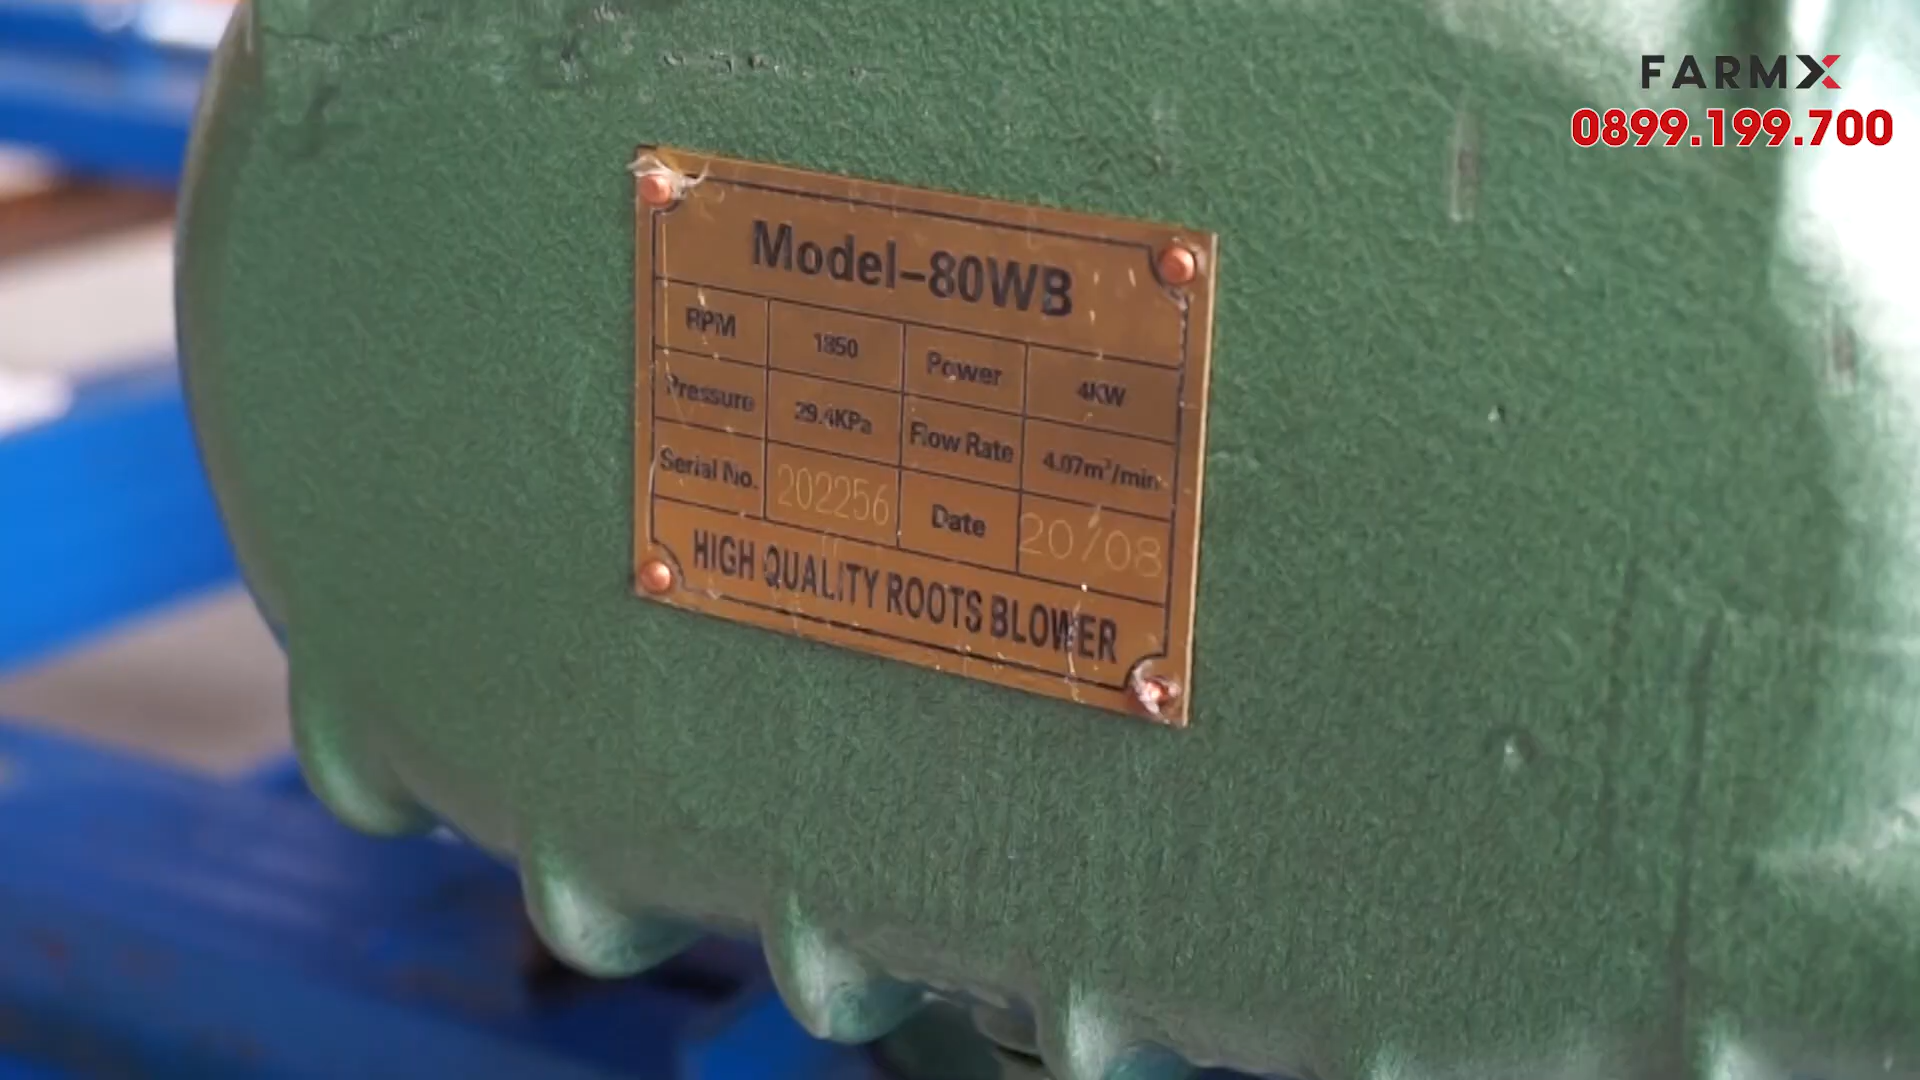 FARMX
0899.199.700
Model-80WB
RPM 1850 Power 4KW
Pressure 29.4KPa Flow Rate 4.07m³/min
Serial No. 202256 Date 20/08
HIGH QUALITY ROOTS BLOWER